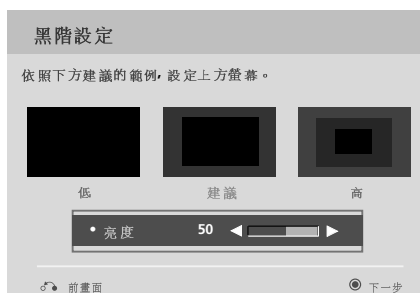 黑階設定
依照下方建議的範例，設定上方螢幕。
低 建議 高
• 亮度 50 ◀ ▶
前畫面 ◉ 下一步